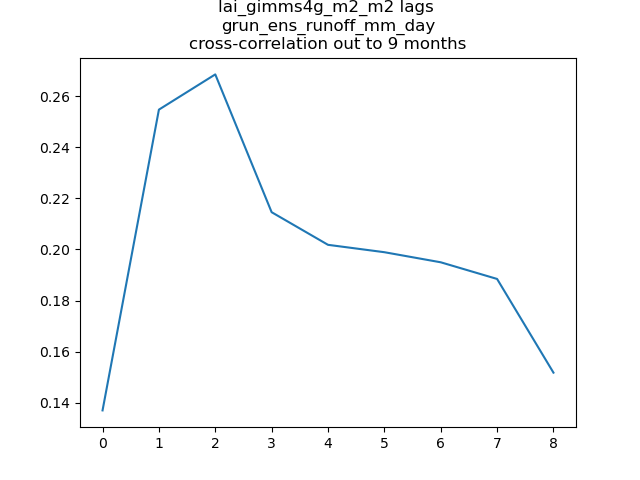 lai_gimms4g_m2_m2 lags
grun_ens_runoff_mm_day
cross-correlation out to 9 months
0.26
0.24
0.22
0.20
0.18
0.16
0.14
0 1 2 3 4 5 6 7 8